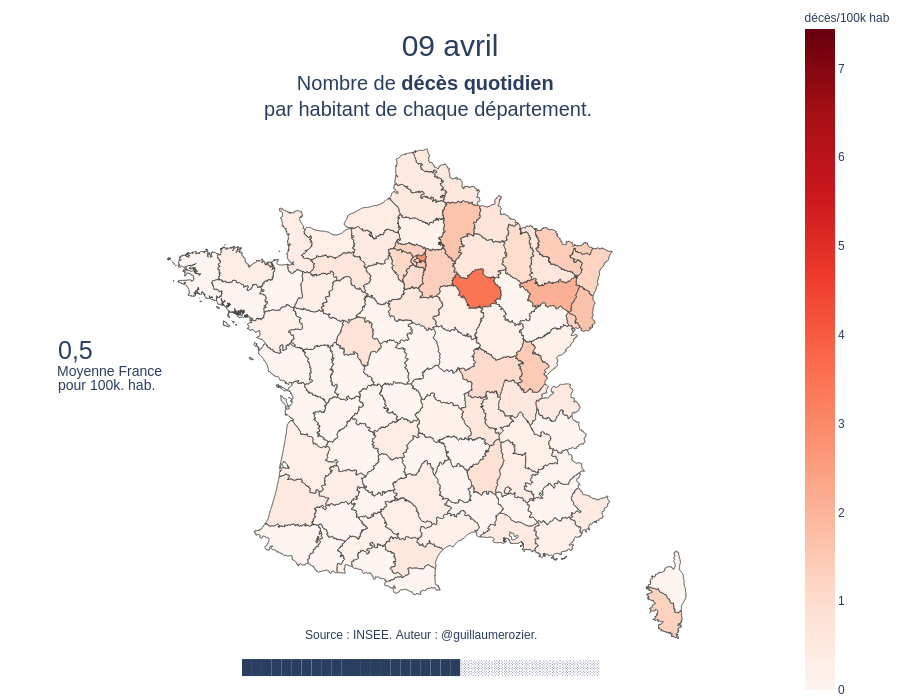 décès/100k hab
09 avril
Nombre de décès quotidien
par habitant de chaque département.
7
6
5
4
3
2
1
0
0,5
Moyenne France
pour 100k. hab.
Source : INSEE. Auteur : @guillaumerozier.